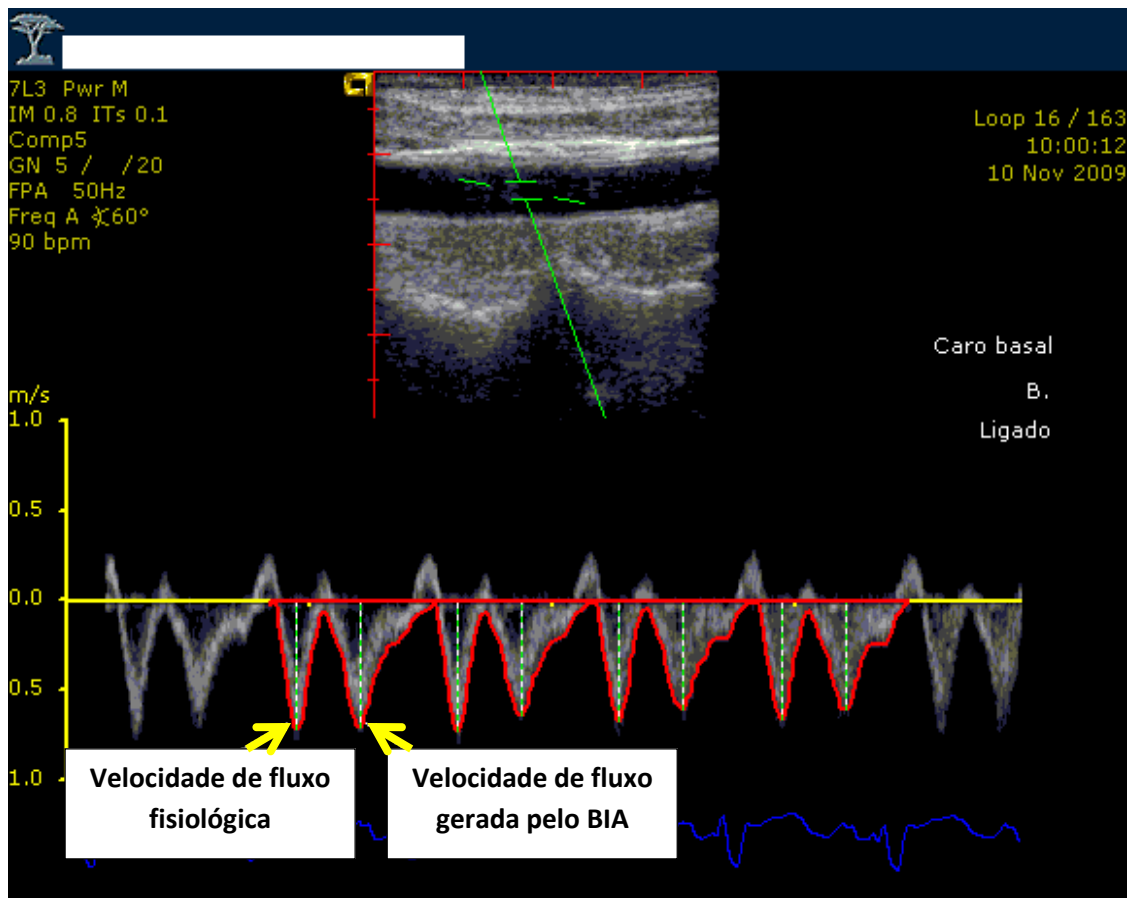 7L3 Pwr M
IM 0.8 ITs 0.1
Comp5
GN 5 / /20
FPA 50Hz
Freq A ∢60°
90 bpm
Loop 16 / 163
10:00:12
10 Nov 2009
Caro basal
B.
Ligado
m/s
1.0
0.5
0.0
0.5
1.0
Velocidade de fluxo
fisiológica
Velocidade de fluxo
gerada pelo BIA